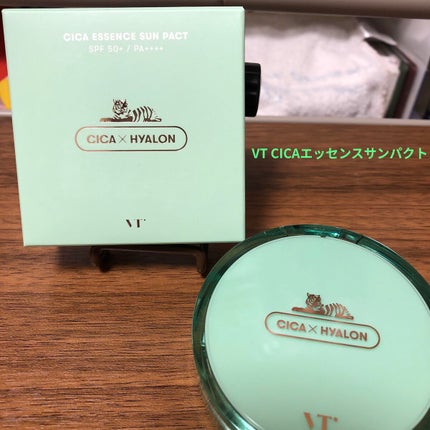 CICA ESSENCE SUN PACT
SPF 50+ / PA++++
CICA × HYALON
VT
VT CICAエッセンスサンパクト
CICA × HYALON
VT